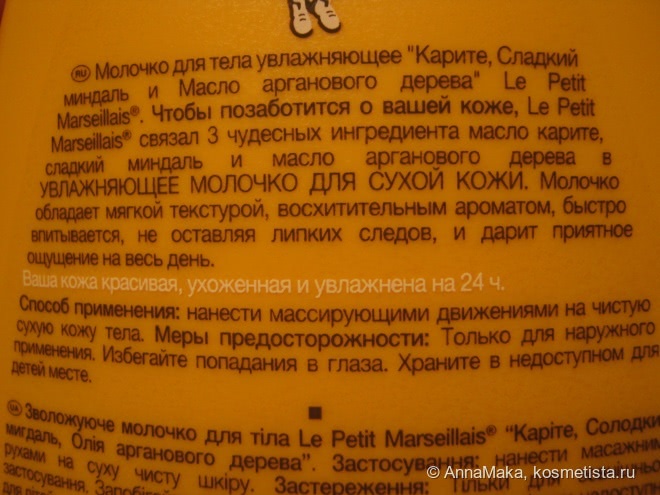 RU Молочко для тела увлажняющее "Карите, Сладкий
миндаль и Масло арганового дерева" Le Petit
Marseillais®. Чтобы позаботится о вашей коже, Le Petit
Marseillais® связал 3 чудесных ингредиента масло карите,
сладкий миндаль и масло арганового дерева в
УВЛАЖНЯЮЩЕЕ МОЛОЧКО ДЛЯ СУХОЙ КОЖИ. Молочко
обладает мягкой текстурой, восхитительным ароматом, быстро
впитывается, не оставляя липких следов, и дарит приятное
ощущение на весь день.
Ваша кожа красивая, ухоженная и увлажнена на 24 ч.
Способ применения: нанести массирующими движениями на чистую
сухую кожу тела. Меры предосторожности: Только для наружного
применения. Избегайте попадания в глаза. Храните в недоступном для
детей месте.
UA Зволожуюче молочко для тіла Le Petit Marseillais® "Каріте, Солодкий
мигдаль, Олія арганового дерева". Застосування: нанести масажними
рухами на суху чисту шкіру. Застереження: Тільки для
застосування.
© AnnaMaka, kosmetista.ru